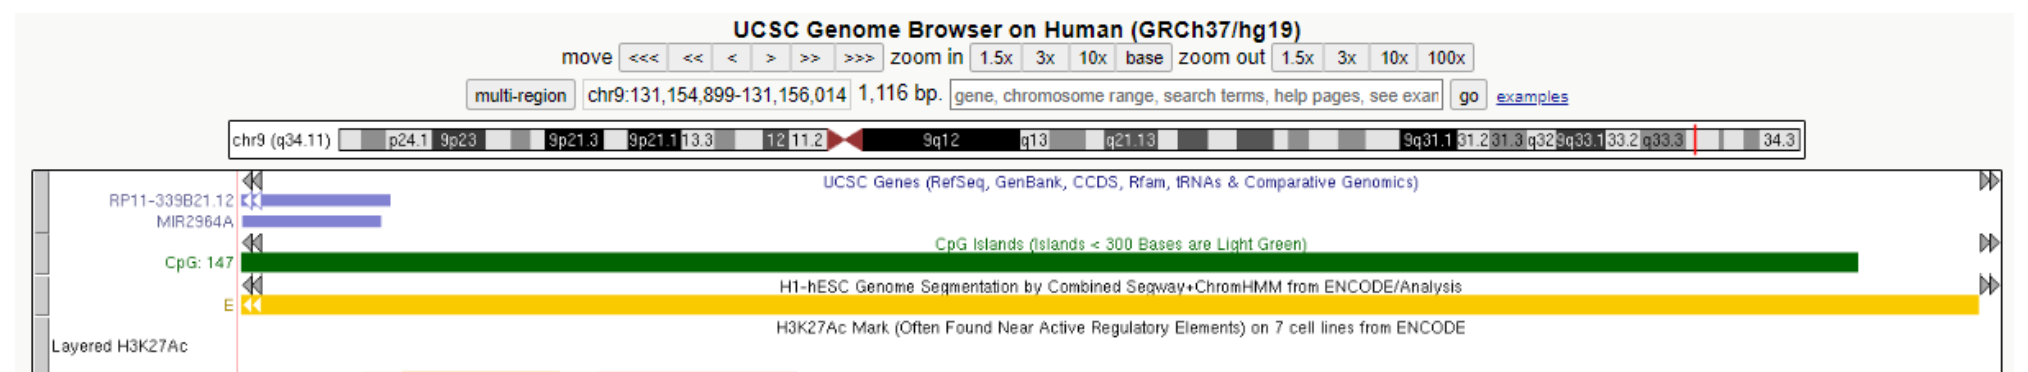 UCSC Genome Browser on Human (GRCh37/hg19)
move <<< << < > >> >>> zoom in 1.5x 3x 10x base zoom out 1.5x 3x 10x 100x
multi-region chr9:131,154,899-131,156,014 1,116 bp. gene, chromosome range, search terms, help pages, see exan go examples
chr9 (q34.11) p24.1 9p23 9p21.3 9p21.1 13.3 12 11.2 9q12 q13 q21.13 9q31.1 31.2 31.3 q32 9q33.1 33.2 q33.3 34.3
UCSC Genes (RefSeq, GenBank, CCDS, Rfam, tRNAs & Comparative Genomics)
RP11-339B21.12
MIR2964A
CpG Islands (Islands < 300 Bases are Light Green)
CpG: 147
H1-hESC Genome Segmentation by Combined Segway+ChromHMM from ENCODE/Analysis
E
H3K27Ac Mark (Often Found Near Active Regulatory Elements) on 7 cell lines from ENCODE
Layered H3K27Ac